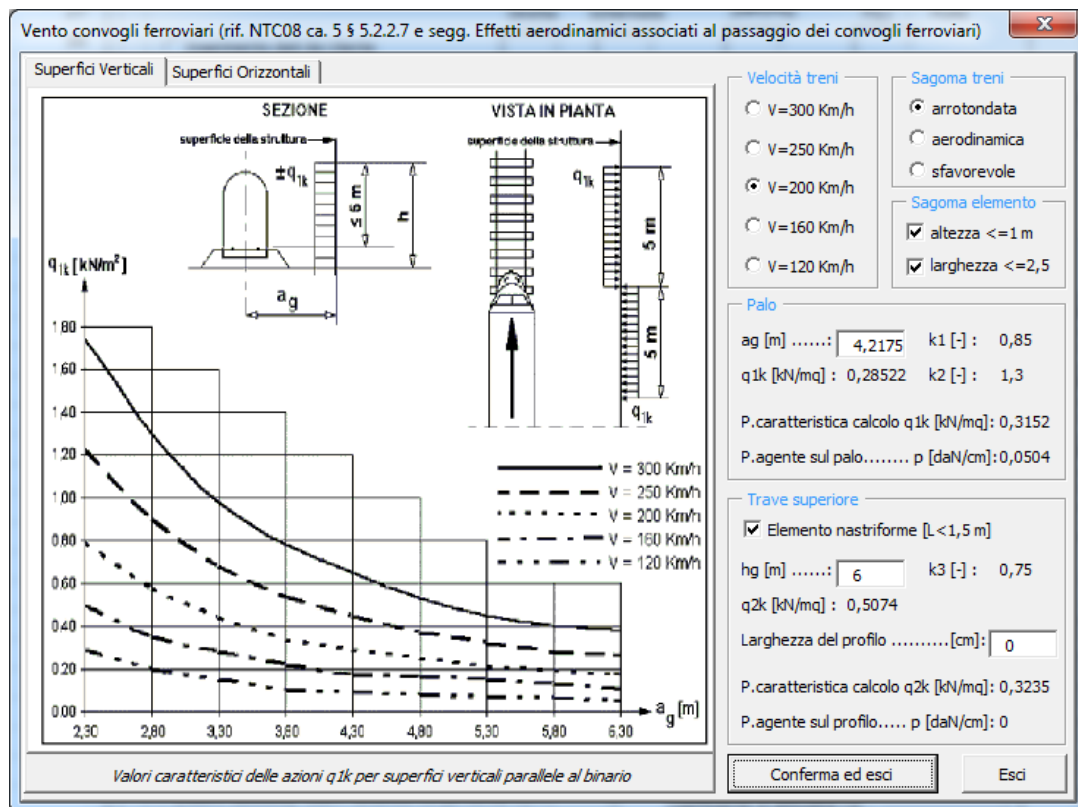 Vento convogli ferroviari (rif. NTC08 ca. 5 § 5.2.2.7 e segg. Effetti aerodinamici associati al passaggio dei convogli ferroviari)
Superfici Verticali
Superfici Orizzontali
SEZIONE
VISTA IN PIANTA
superficie della struttura
superficie della struttura
±q1k
≤ 6 m
h
ag
q1k
5 m
5 m
q1k
q1k [kN/m²]
1.80
1.60
1.40
1.20
1.00
0.80
0.60
0.40
0.20
0.00
2,30 2,80 3,30 3,80 4,30 4,80 5,30 5,80 6,30
ag [m]
V = 300 Km/h
V = 250 Km/h
V = 200 Km/h
V = 160 Km/h
V = 120 Km/h
Valori caratteristici delle azioni q1k per superfici verticali parallele al binario
Velocità treni
V=300 Km/h
V=250 Km/h
V=200 Km/h
V=160 Km/h
V=120 Km/h
Sagoma treni
arrotondata
aerodinamica
sfavorevole
Sagoma elemento
altezza <=1 m
larghezza <=2,5
Palo
ag [m] ......: 4,2175 k1 [-] : 0,85
q1k [kN/mq] : 0,28522 k2 [-] : 1,3
P.caratteristica calcolo q1k [kN/mq]: 0,3152
P.agente sul palo........ p [daN/cm]: 0,0504
Trave superiore
Elemento nastriforme [L<1,5 m]
hg [m] ......: 6 k3 [-] : 0,75
q2k [kN/mq] : 0,5074
Larghezza del profilo ..........[cm]: 0
P.caratteristica calcolo q2k [kN/mq]: 0,3235
P.agente sul profilo..... p [daN/cm]: 0
Conferma ed esci
Esci